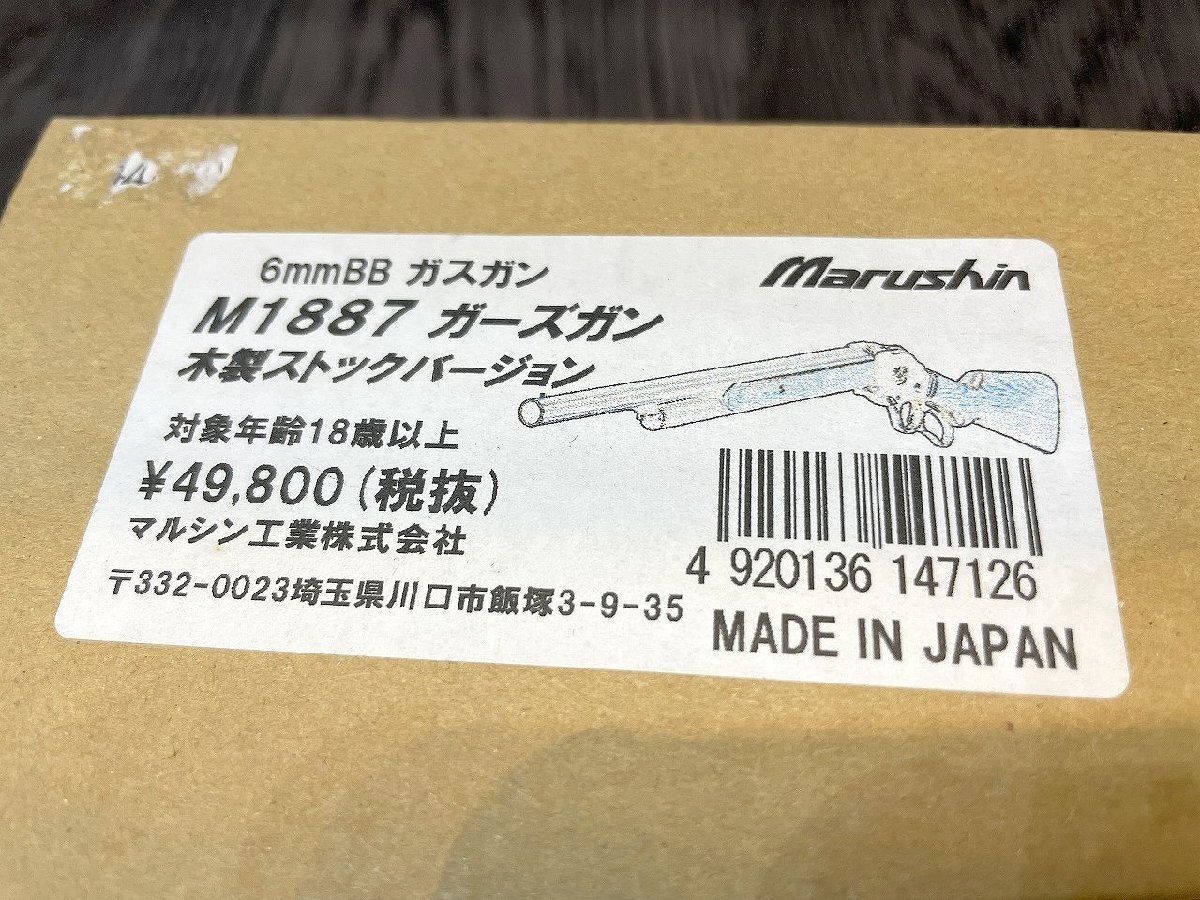 6mmBB ガスガン
Marushin
M1887 ガーズガン
木製ストックバージョン
対象年齢18歳以上
¥49,800(税抜)
マルシン工業株式会社
〒332-0023埼玉県川口市飯塚3-9-35
4 920136 147126
MADE IN JAPAN